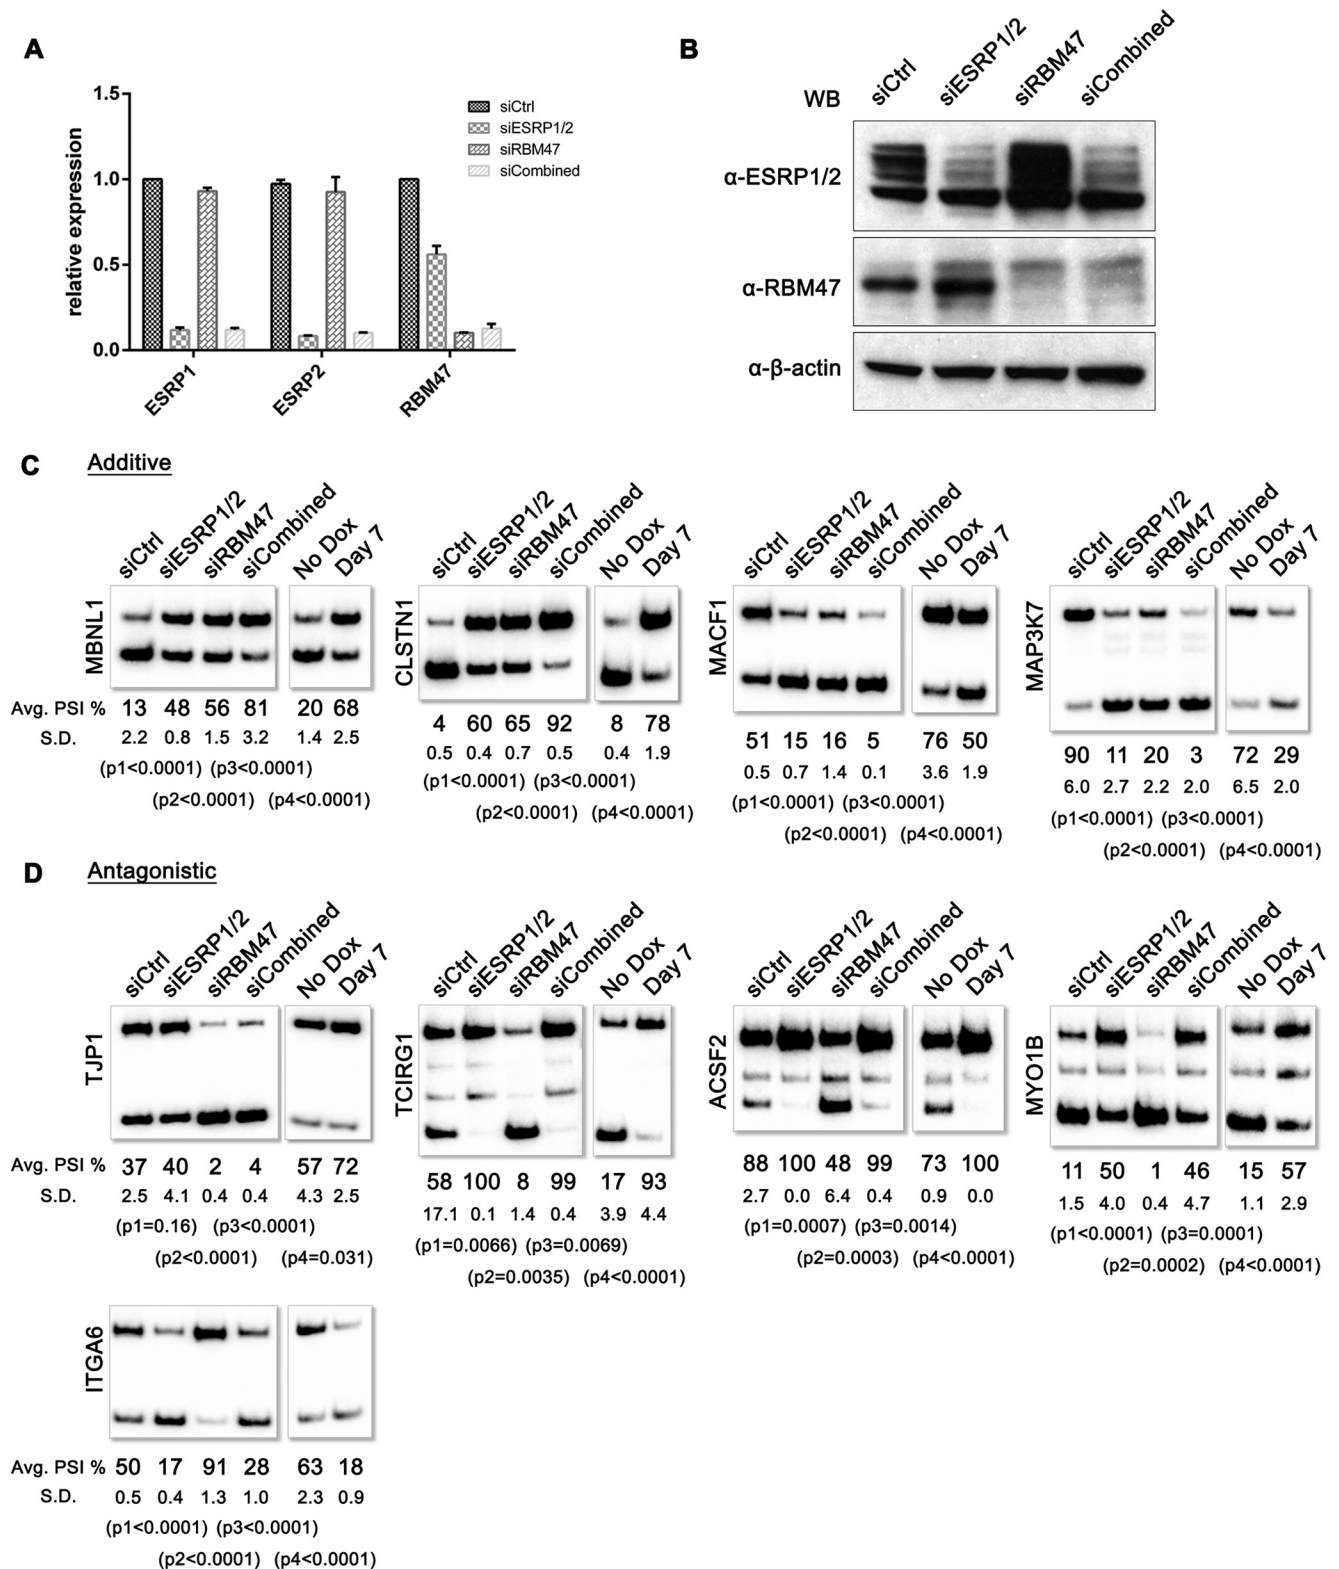 A
1.5
1.0
0.5
0.0
relative expression
siCtrl
siESRP1/2
siRBM47
siCombined
ESRP1
ESRP2
RBM47
B
WB
siCtrl
siESRP1/2
siRBM47
siCombined
α-ESRP1/2
α-RBM47
α-β-actin
C
Additive
siCtrl siESRP1/2 siRBM47 siCombined No Dox Day 7
MBNL1
Avg. PSI % 13 48 56 81 20 68
S.D. 2.2 0.8 1.5 3.2 1.4 2.5
(p1<0.0001) (p3<0.0001)
(p2<0.0001) (p4<0.0001)
siCtrl siESRP1/2 siRBM47 siCombined No Dox Day 7
CLSTN1
4 60 65 92 8 78
0.5 0.4 0.7 0.5 0.4 1.9
(p1<0.0001) (p3<0.0001)
(p2<0.0001) (p4<0.0001)
siCtrl siESRP1/2 siRBM47 siCombined No Dox Day 7
MACF1
51 15 16 5 76 50
0.5 0.7 1.4 0.1 3.6 1.9
(p1<0.0001) (p3<0.0001)
(p2<0.0001) (p4<0.0001)
siCtrl siESRP1/2 siRBM47 siCombined No Dox Day 7
MAP3K7
90 11 20 3 72 29
6.0 2.7 2.2 2.0 6.5 2.0
(p1<0.0001) (p3<0.0001)
(p2<0.0001) (p4<0.0001)
D
Antagonistic
siCtrl siESRP1/2 siRBM47 siCombined No Dox Day 7
TJP1
Avg. PSI % 37 40 2 4 57 72
S.D. 2.5 4.1 0.4 0.4 4.3 2.5
(p1=0.16) (p3<0.0001)
(p2<0.0001) (p4=0.031)
siCtrl siESRP1/2 siRBM47 siCombined No Dox Day 7
TCIRG1
58 100 8 99 17 93
17.1 0.1 1.4 0.4 3.9 4.4
(p1=0.0066) (p3=0.0069)
(p2=0.0035) (p4<0.0001)
siCtrl siESRP1/2 siRBM47 siCombined No Dox Day 7
ACSF2
88 100 48 99 73 100
2.7 0.0 6.4 0.4 0.9 0.0
(p1=0.0007) (p3=0.0014)
(p2=0.0003) (p4<0.0001)
siCtrl siESRP1/2 siRBM47 siCombined No Dox Day 7
MYO1B
11 50 1 46 15 57
1.5 4.0 0.4 4.7 1.1 2.9
(p1<0.0001) (p3=0.0001)
(p2=0.0002) (p4<0.0001)
ITGA6
Avg. PSI % 50 17 91 28 63 18
S.D. 0.5 0.4 1.3 1.0 2.3 0.9
(p1<0.0001) (p3<0.0001)
(p2<0.0001) (p4<0.0001)